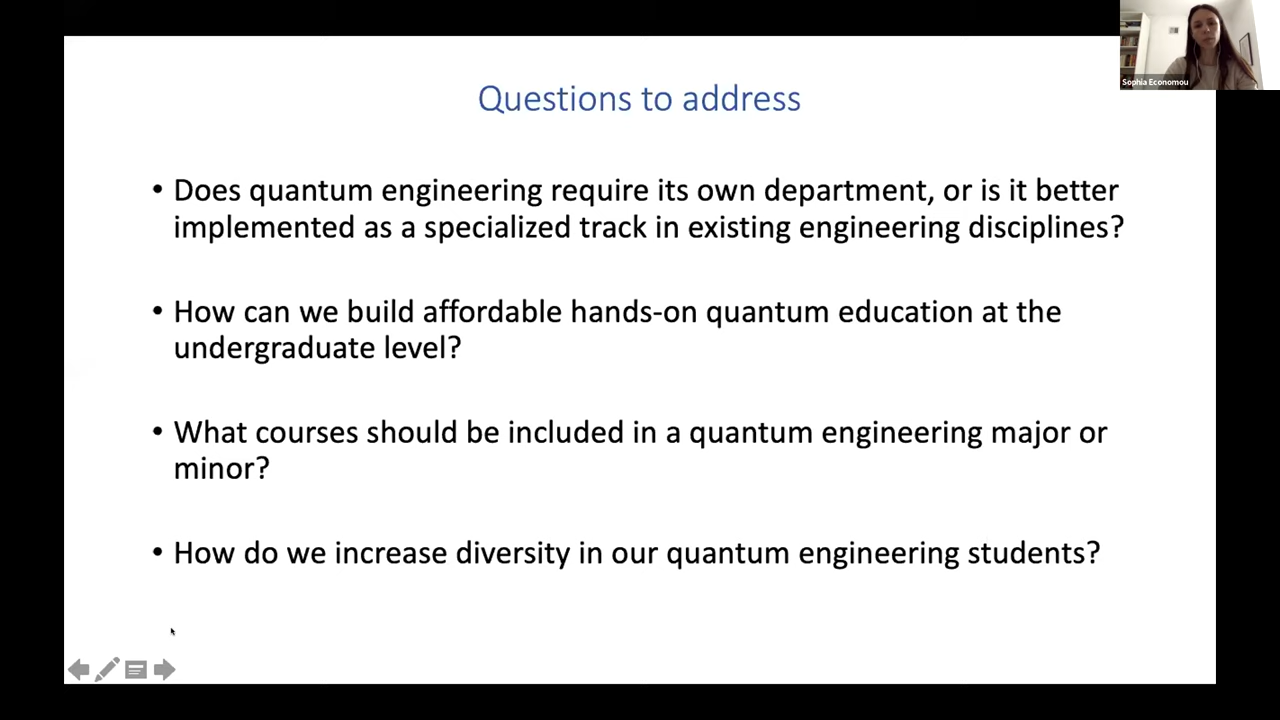 Sophia Economou
Questions to address
• Does quantum engineering require its own department, or is it better
implemented as a specialized track in existing engineering disciplines?
• How can we build affordable hands-on quantum education at the
undergraduate level?
• What courses should be included in a quantum engineering major or
minor?
• How do we increase diversity in our quantum engineering students?